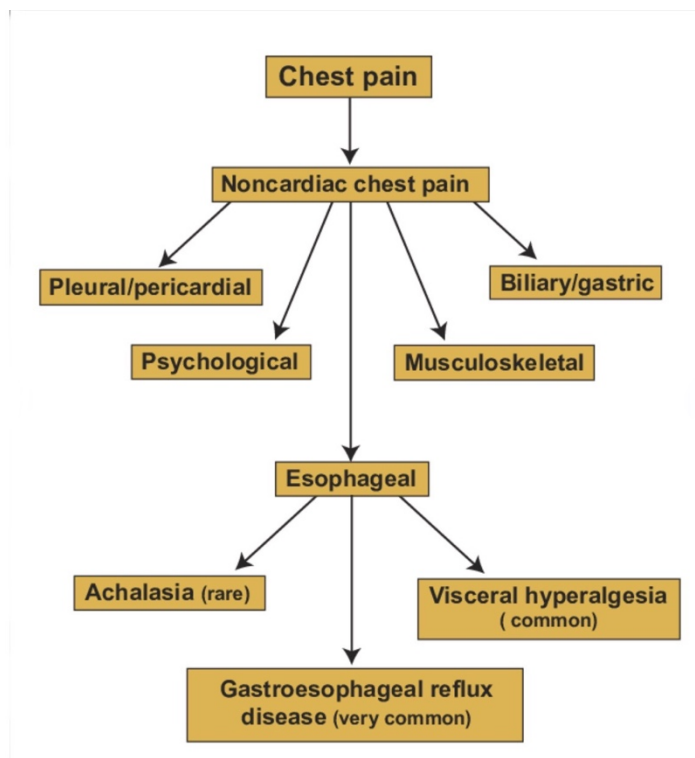 Chest pain
Noncardiac chest pain
Pleural/pericardial
Biliary/gastric
Psychological
Musculoskeletal
Esophageal
Achalasia (rare)
Visceral hyperalgesia
( common)
Gastroesophageal reflux
disease (very common)